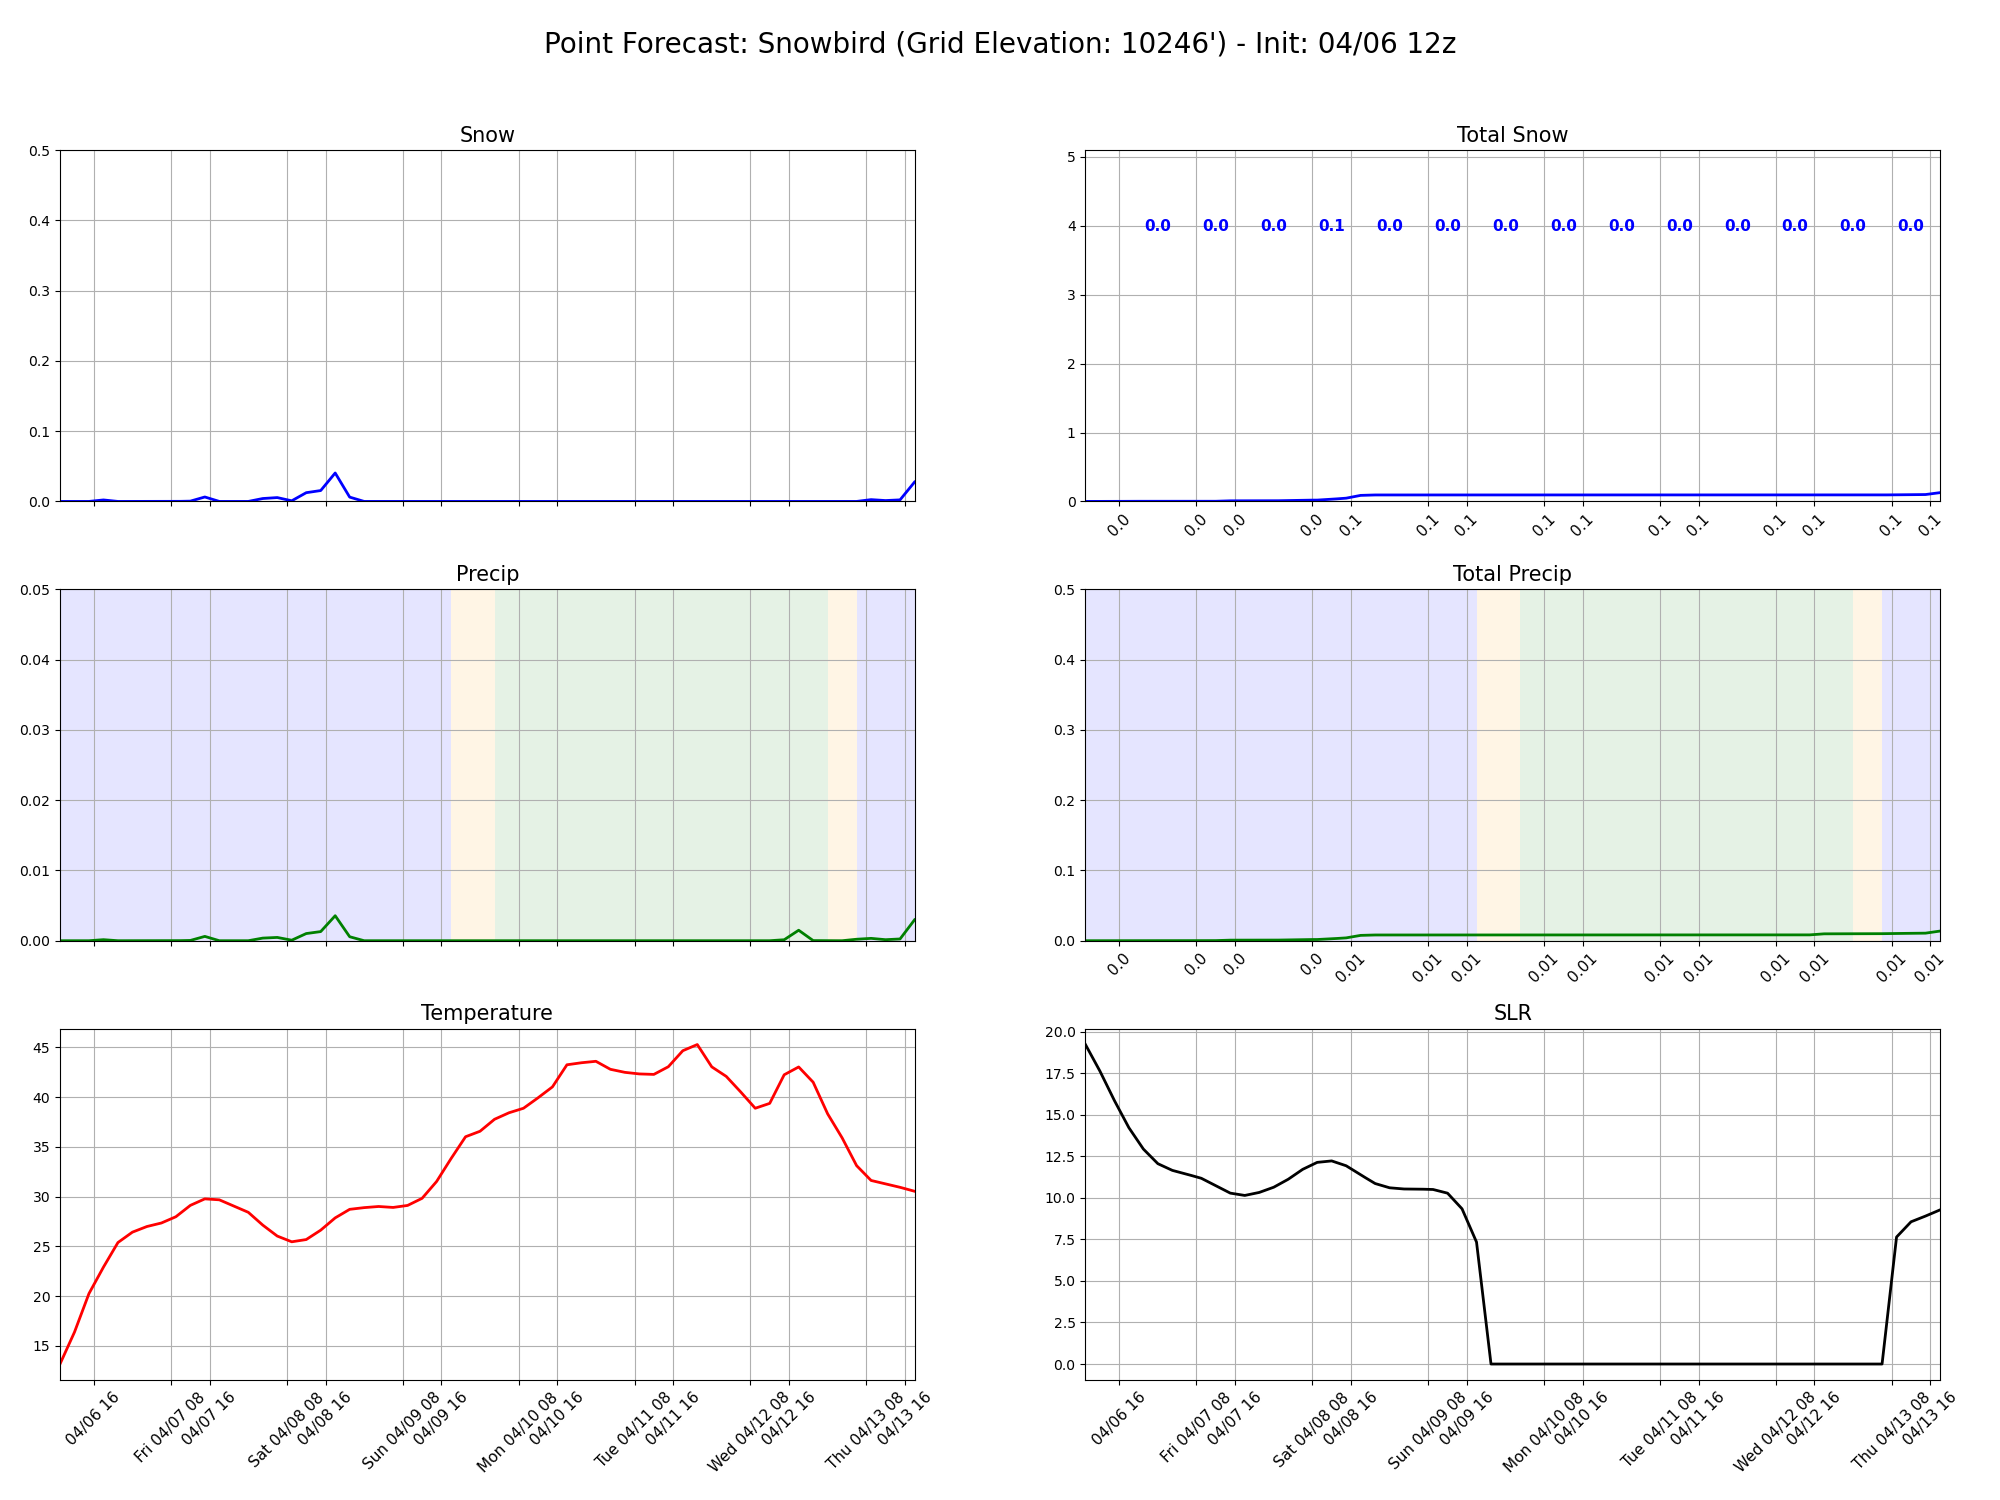 Point Forecast: Snowbird (Grid Elevation: 10246') - Init: 04/06 12z
Snow
0.5
0.4
0.3
0.2
0.1
0.0
Total Snow
5
4
3
2
1
0
0.0 0.0 0.0 0.1 0.0 0.0 0.0 0.0 0.0 0.0 0.0 0.0 0.0 0.0
0.0 0.0 0.0 0.0 0.1 0.1 0.1 0.1 0.1 0.1 0.1 0.1 0.1 0.1 0.1
Precip
0.05
0.04
0.03
0.02
0.01
0.00
Total Precip
0.5
0.4
0.3
0.2
0.1
0.0
0.0 0.0 0.0 0.0 0.01 0.01 0.01 0.01 0.01 0.01 0.01 0.01 0.01 0.01 0.01
Temperature
45
40
35
30
25
20
15
04/06 16
Fri 04/07 08
04/07 16
Sat 04/08 08
04/08 16
Sun 04/09 08
04/09 16
Mon 04/10 08
04/10 16
Tue 04/11 08
04/11 16
Wed 04/12 08
04/12 16
Thu 04/13 08
04/13 16
SLR
20.0
17.5
15.0
12.5
10.0
7.5
5.0
2.5
0.0
04/06 16
Fri 04/07 08
04/07 16
Sat 04/08 08
04/08 16
Sun 04/09 08
04/09 16
Mon 04/10 08
04/10 16
Tue 04/11 08
04/11 16
Wed 04/12 08
04/12 16
Thu 04/13 08
04/13 16